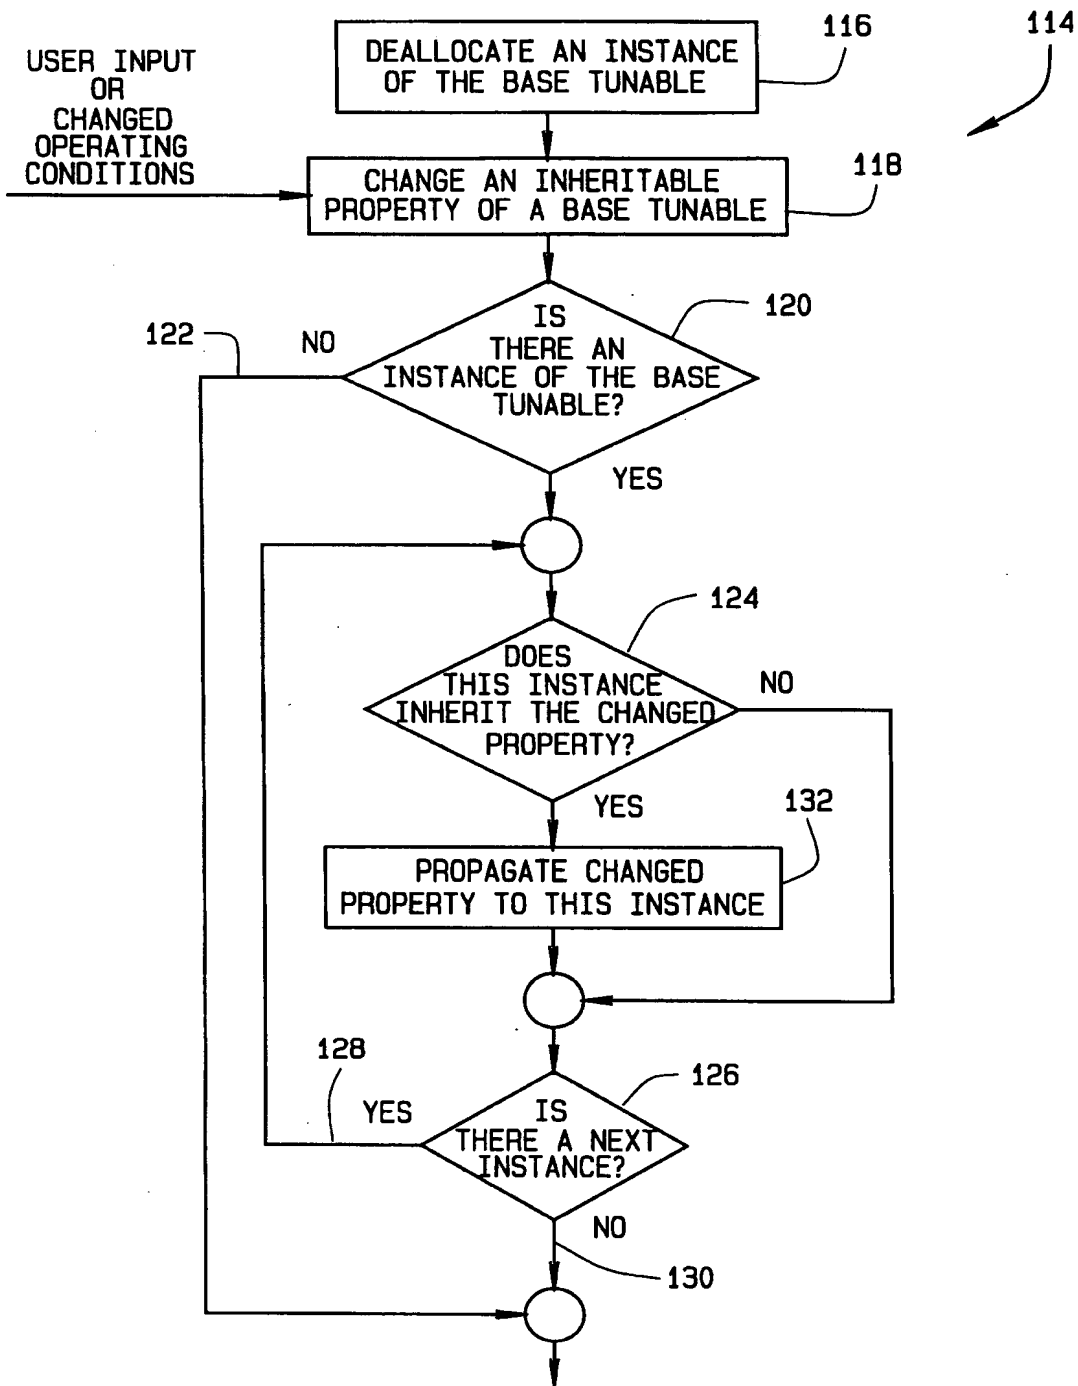 116
114
DEALLOCATE AN INSTANCE
OF THE BASE TUNABLE
USER INPUT
OR
CHANGED
OPERATING
CONDITIONS
118
CHANGE AN INHERITABLE
PROPERTY OF A BASE TUNABLE
120
122
NO
IS
THERE AN
INSTANCE OF THE BASE
TUNABLE?
YES
124
DOES
THIS INSTANCE
INHERIT THE CHANGED
PROPERTY?
NO
YES
132
PROPAGATE CHANGED
PROPERTY TO THIS INSTANCE
128
126
YES
IS
THERE A NEXT
INSTANCE?
NO
130